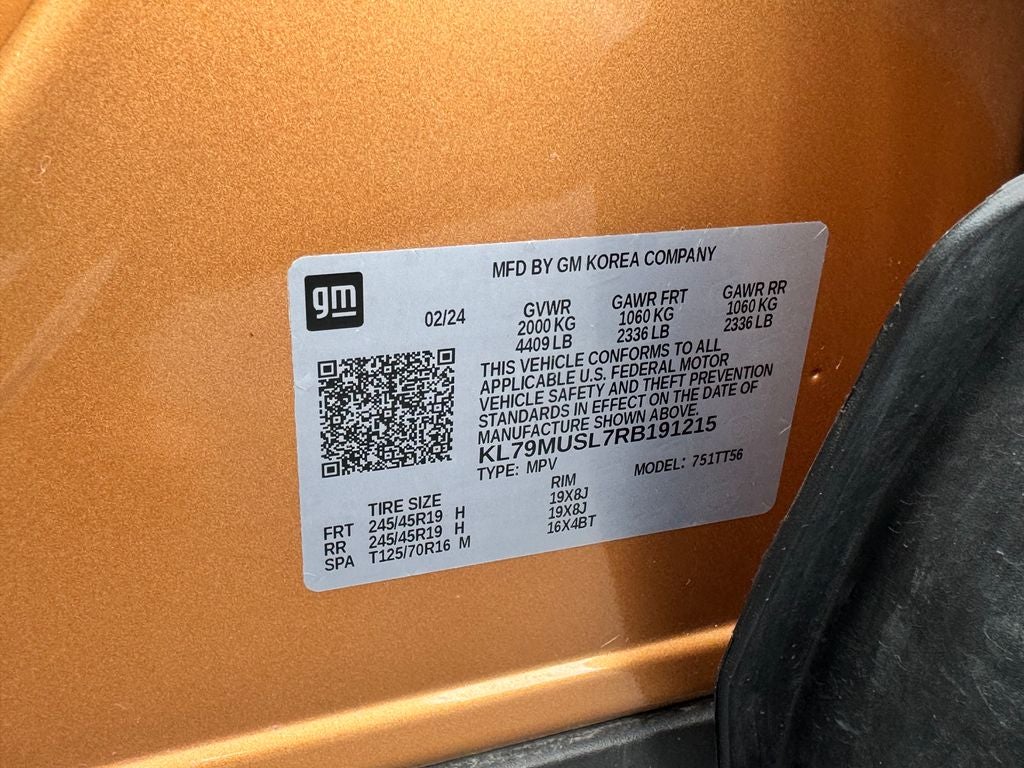 gm
MFD BY GM KOREA COMPANY
02/24
GVWR GAWR FRT GAWR RR
2000 KG 1060 KG 1060 KG
4409 LB 2336 LB 2336 LB
THIS VEHICLE CONFORMS TO ALL
APPLICABLE U.S. FEDERAL MOTOR
VEHICLE SAFETY AND THEFT PREVENTION
STANDARDS IN EFFECT ON THE DATE OF
MANUFACTURE SHOWN ABOVE.
KL79MUSL7RB191215
TYPE: MPV MODEL: 751TT56
TIRE SIZE RIM
FRT 245/45R19 H 19X8J
RR 245/45R19 H 19X8J
SPA T125/70R16 M 16X4BT